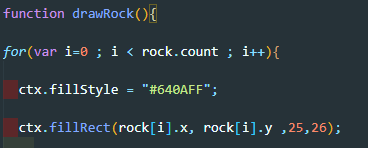 function drawRock(){
for(var i=0 ; i < rock.count ; i++){
ctx.fillStyle = "#640AFF";
ctx.fillRect(rock[i].x, rock[i].y ,25,26);